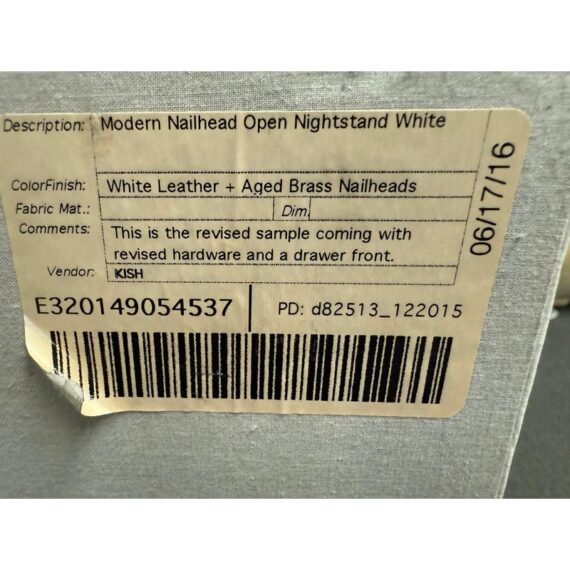 Description: Modern Nailhead Open Nightstand White
ColorFinish: White Leather + Aged Brass Nailheads
Fabric Mat.: Dim.
Comments: This is the revised sample coming with
revised hardware and a drawer front.
Vendor: KISH
E320149054537 PD: d82513_122015
06/17/16